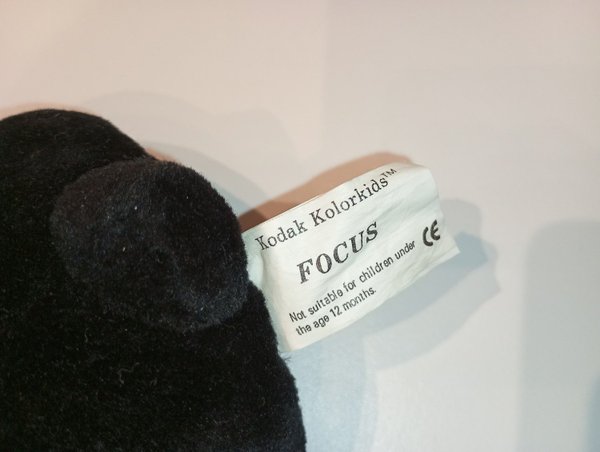 Kodak Kolorkids™
FOCUS
CE
Not suitable for children under
the age 12 months.